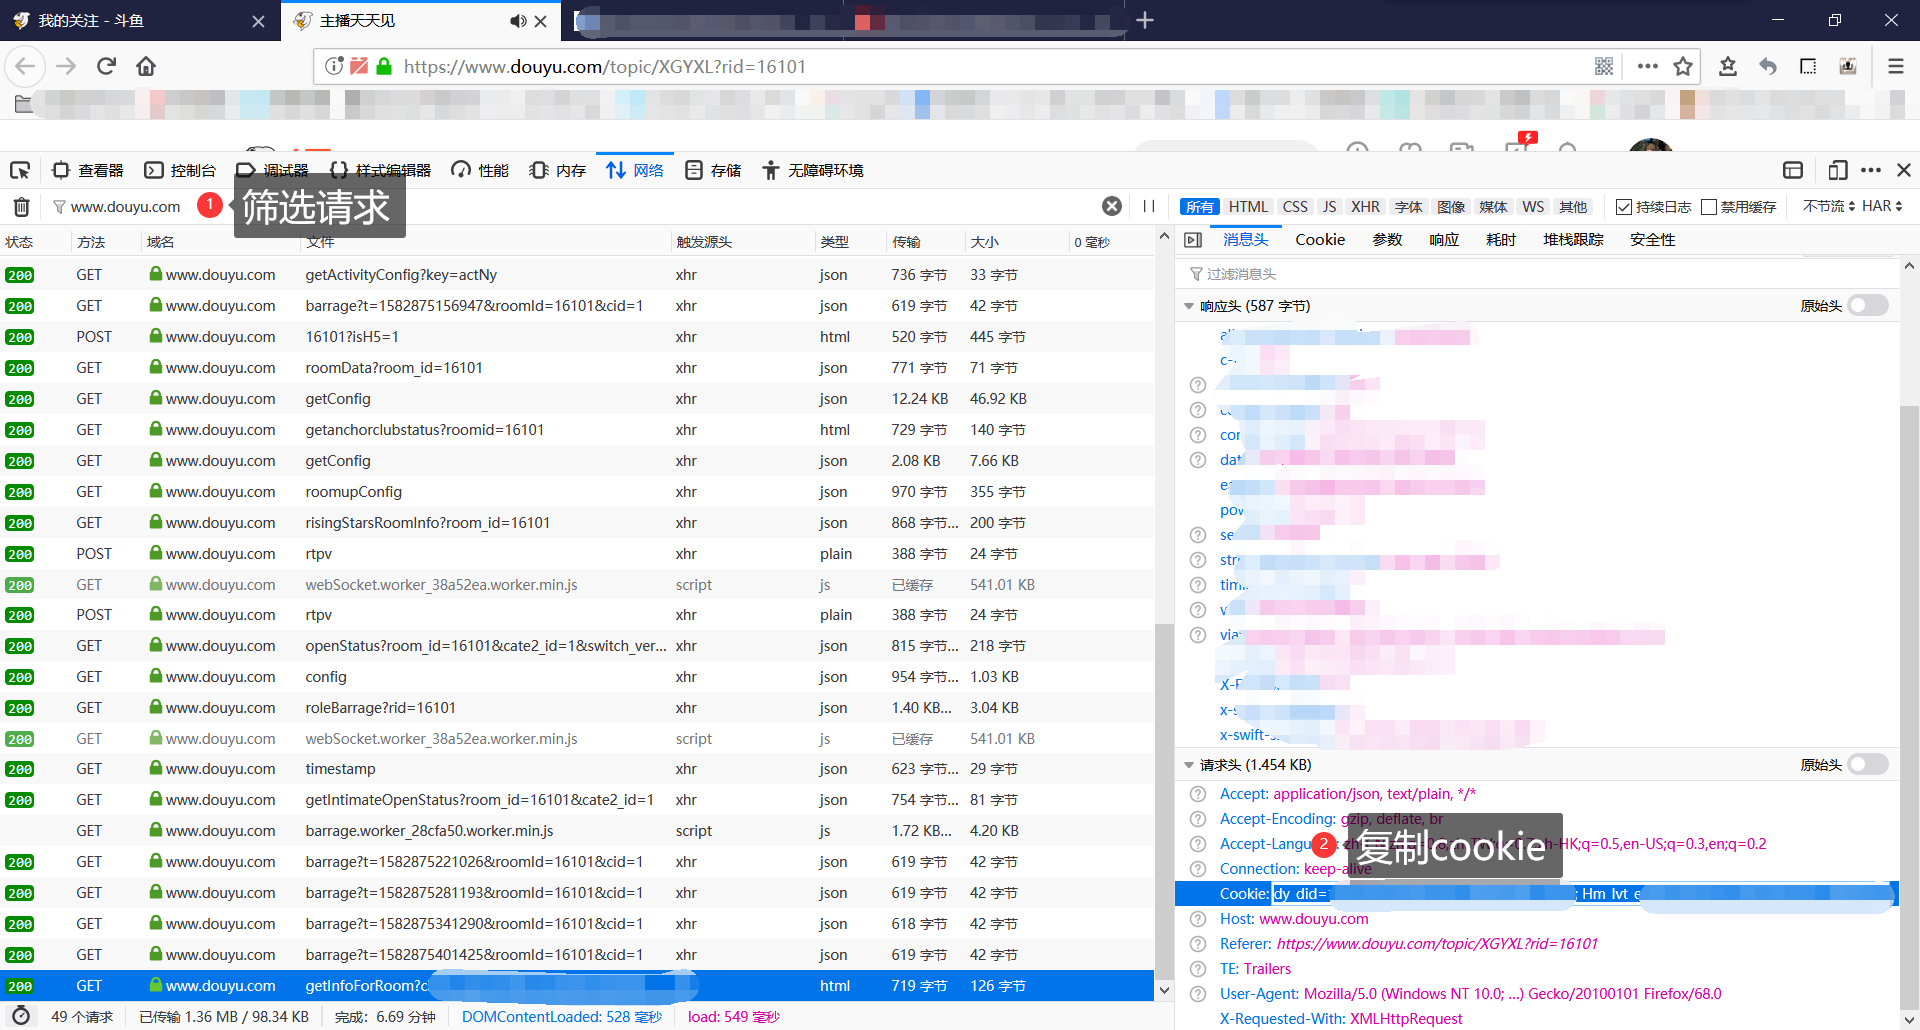 我的关注 - 斗鱼
主播天天见
https://www.douyu.com/topic/XGYXL?rid=16101
查看器 控制台 调试器 样式编辑器 性能 内存 网络 存储 无障碍环境
www.douyu.com
1 筛选请求
所有 HTML CSS JS XHR 字体 图像 媒体 WS 其他 持续日志 禁用缓存 不节流 HAR
状态 方法 域名 文件 触发源头 类型 传输 大小 0 毫秒
200 GET www.douyu.com getActivityConfig?key=actNy xhr json 736 字节 33 字节
200 GET www.douyu.com barrage?t=1582875156947&roomId=16101&cid=1 xhr json 619 字节 42 字节
200 POST www.douyu.com 16101?isH5=1 xhr html 520 字节 445 字节
200 GET www.douyu.com roomData?room_id=16101 xhr json 771 字节 71 字节
200 GET www.douyu.com getConfig xhr json 12.24 KB 46.92 KB
200 GET www.douyu.com getanchorclubstatus?roomid=16101 xhr html 729 字节 140 字节
200 GET www.douyu.com getConfig xhr json 2.08 KB 7.66 KB
200 GET www.douyu.com roomupConfig xhr json 970 字节 355 字节
200 GET www.douyu.com risingStarsRoomInfo?room_id=16101 xhr json 868 字节... 200 字节
200 POST www.douyu.com rtpv xhr plain 388 字节 24 字节
200 GET www.douyu.com webSocket.worker_38a52ea.worker.min.js script js 已缓存 541.01 KB
200 POST www.douyu.com rtpv xhr plain 388 字节 24 字节
200 GET www.douyu.com openStatus?room_id=16101&cate2_id=1&switch_ver... xhr json 815 字节... 218 字节
200 GET www.douyu.com config xhr json 954 字节... 1.03 KB
200 GET www.douyu.com roleBarrage?rid=16101 xhr json 1.40 KB... 3.04 KB
200 GET www.douyu.com webSocket.worker_38a52ea.worker.min.js script js 已缓存 541.01 KB
200 GET www.douyu.com timestamp xhr json 623 字节... 29 字节
200 GET www.douyu.com getIntimateOpenStatus?room_id=16101&cate2_id=1 xhr json 754 字节... 81 字节
GET www.douyu.com barrage.worker_28cfa50.worker.min.js script js 1.72 KB... 4.20 KB
200 GET www.douyu.com barrage?t=1582875221026&roomId=16101&cid=1 xhr json 619 字节 42 字节
200 GET www.douyu.com barrage?t=1582875281193&roomId=16101&cid=1 xhr json 619 字节 42 字节
200 GET www.douyu.com barrage?t=1582875341290&roomId=16101&cid=1 xhr json 618 字节 42 字节
200 GET www.douyu.com barrage?t=1582875401425&roomId=16101&cid=1 xhr json 619 字节 42 字节
200 GET www.douyu.com getInfoForRoom? html 719 字节 126 字节
49 个请求 已传输 1.36 MB / 98.34 KB 完成：6.69 分钟 DOMContentLoaded: 528 毫秒 load: 549 毫秒
消息头 Cookie 参数 响应 耗时 堆栈跟踪 安全性
过滤消息头
响应头 (587 字节) 原始头
c-
pow
str
via
x-swift-s
请求头 (1.454 KB) 原始头
Accept: application/json, text/plain, */*
Accept-Encoding: gzip, deflate, br
Accept-Langu h-HK;q=0.5,en-US;q=0.3,en;q=0.2
2 复制cookie
Connection: keep-alive
Cookie: dy_did= ; Hm_lvt_e
Host: www.douyu.com
Referer: https://www.douyu.com/topic/XGYXL?rid=16101
TE: Trailers
User-Agent: Mozilla/5.0 (Windows NT 10.0; ...) Gecko/20100101 Firefox/68.0
X-Requested-With: XMLHttpRequest